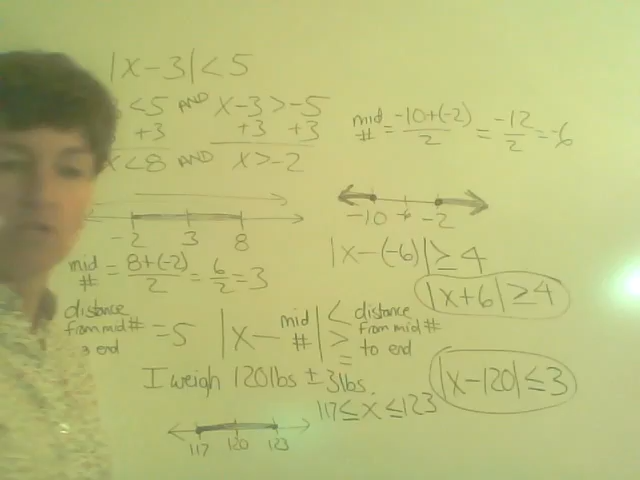 |x-3|<5
<5 AND x-3>-5
+3 +3 +3
x<8 AND x>-2
-2 3 8
mid # = 8+(-2)/2 = 6/2 = 3
distance from mid # = 5
end
|x - mid #| < > = distance from mid # to end
I weigh 120lbs ± 3lbs.
117 120 123
117≤x≤123
|x-120|≤3
mid # = -10+(-2)/2 = -12/2 = -6
-10 -2
|x-(-6)|≥4
|x+6|≥4